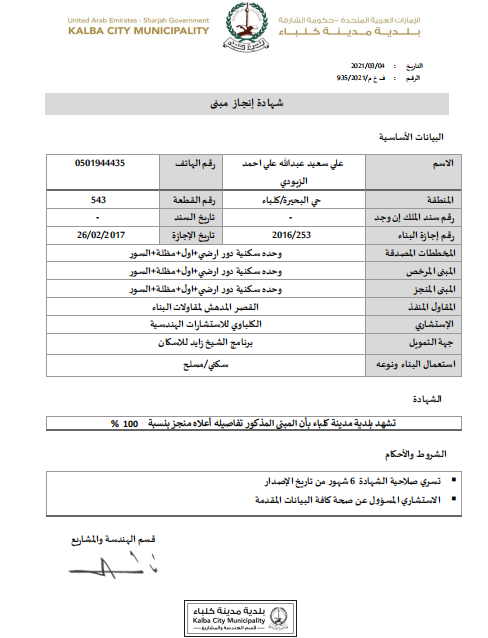 United Arab Emirates - Sharjah Government
KALBA CITY MUNICIPALITY
الإمارات العربية المتحدة - حكومة الشارقة
بلدية مدينة كلباء
التاريخ : 2021/03/04
الرقم : ف خ م/935/2021
شهادة إنجاز مبنى
البيانات الأساسية
الاسم علي سعيد عبدالله علي احمد الزيودي رقم الهاتف 0501944435
المنطقة حي البحيرة/كلباء رقم القطعة 543
رقم سند الملك إن وجد - تاريخ السند -
رقم إجازة البناء 2016/253 تاريخ الإجازة 26/02/2017
المخططات المصدقة وحده سكنية دور ارضي+اول+مظلة+السور
المبنى المرخص وحده سكنية دور ارضي+اول+مظلة+السور
المبنى المنجز وحده سكنية دور ارضي+اول+مظلة+السور
المقاول المنفذ القصر المدهش لمقاولات البناء
الإستشاري الكلباوي للاستشارات الهندسية
جهة التمويل برنامج الشيخ زايد للاسكان
استعمال البناء ونوعه سكني/مسلح
الشهادة
تشهد بلدية مدينة كلباء بأن المبنى المذكور تفاصيله أعلاه منجز بنسبة 100 %
الشروط والأحكام
▪ تسري صلاحية الشهادة 6 شهور من تاريخ الإصدار
▪ الاستشاري المسؤول عن صحة كافة البيانات المقدمة
قسم الهندسة والمشاريع
بلدية مدينة كلباء
Kalba City Municipality
قسم الهندسة والمشاريع